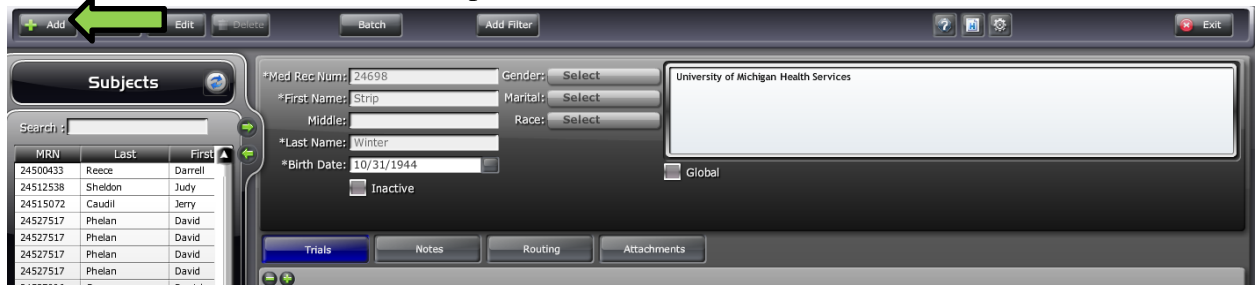 Add Edit Delete Batch Add Filter Exit
Subjects
Search :
MRN Last First
24500433 Reece Darrell
24512538 Sheldon Judy
24515072 Caudil Jerry
24527517 Phelan David
24527517 Phelan David
24527517 Phelan David
24527517 Phelan David
*Med Rec Num: 24698 Gender: Select
*First Name: Strip Marital: Select
Middle: Race: Select
*Last Name: Winter
*Birth Date: 10/31/1944
Inactive
University of Michigan Health Services
Global
Trials Notes Routing Attachments